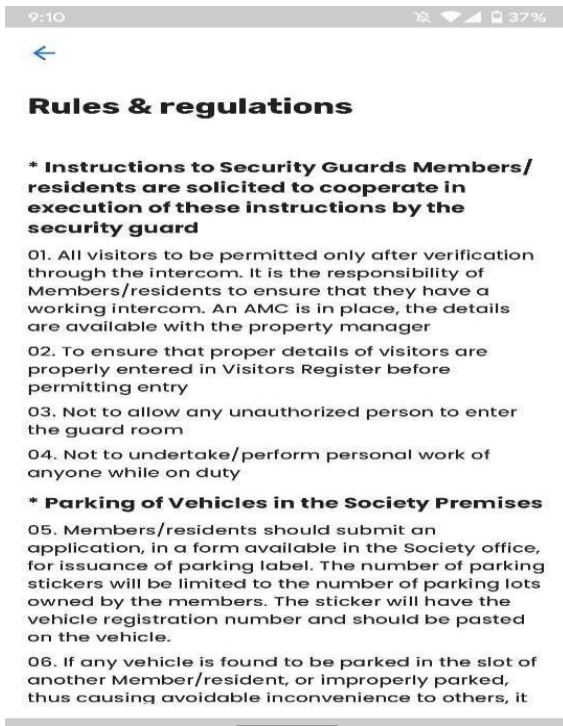 9:10 37%
Rules & regulations
* Instructions to Security Guards Members/
residents are solicited to cooperate in
execution of these instructions by the
security guard
01. All visitors to be permitted only after verification
through the intercom. It is the responsibility of
Members/residents to ensure that they have a
working intercom. An AMC is in place, the details
are available with the property manager
02. To ensure that proper details of visitors are
properly entered in Visitors Register before
permitting entry
03. Not to allow any unauthorized person to enter
the guard room
04. Not to undertake/perform personal work of
anyone while on duty
* Parking of Vehicles in the Society Premises
05. Members/residents should submit an
application, in a form available in the Society office,
for issuance of parking label. The number of parking
stickers will be limited to the number of parking lots
owned by the members. The sticker will have the
vehicle registration number and should be pasted
on the vehicle.
06. If any vehicle is found to be parked in the slot of
another Member/resident, or improperly parked,
thus causing avoidable inconvenience to others, it